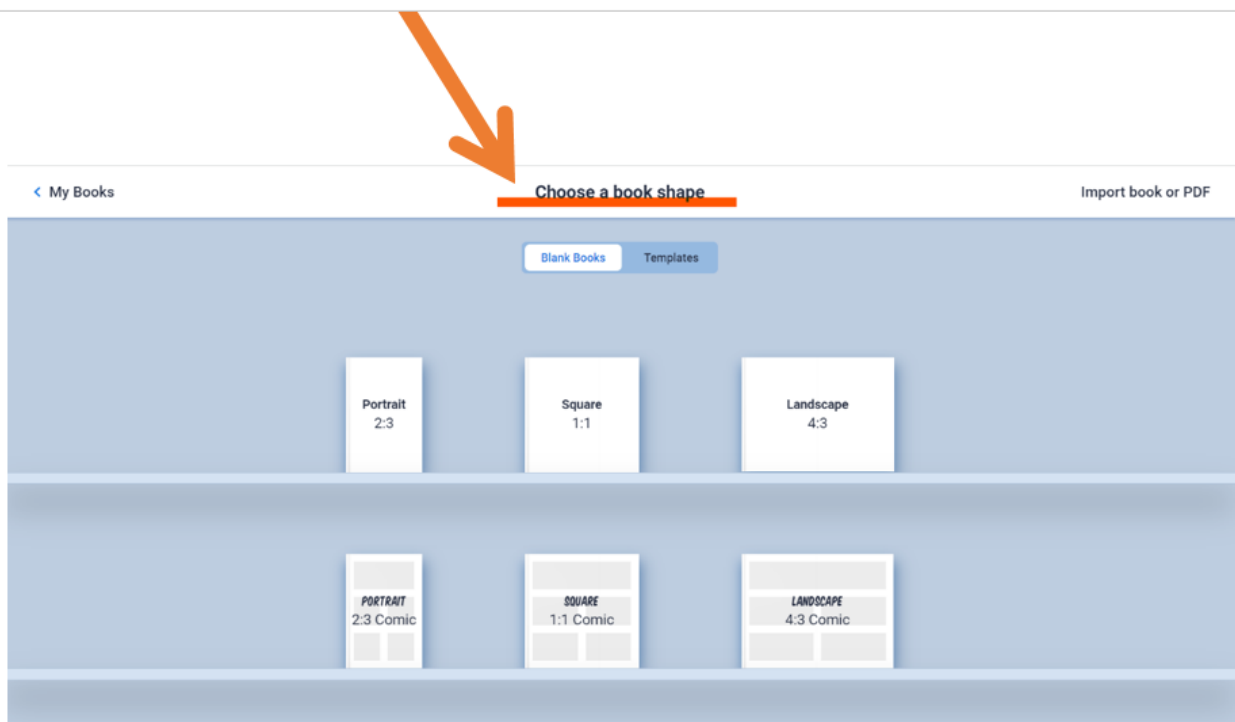 My Books
Choose a book shape
Import book or PDF
Blank Books
Templates
Portrait
2:3
Square
1:1
Landscape
4:3
PORTRAIT
2:3 Comic
SQUARE
1:1 Comic
LANDSCAPE
4:3 Comic